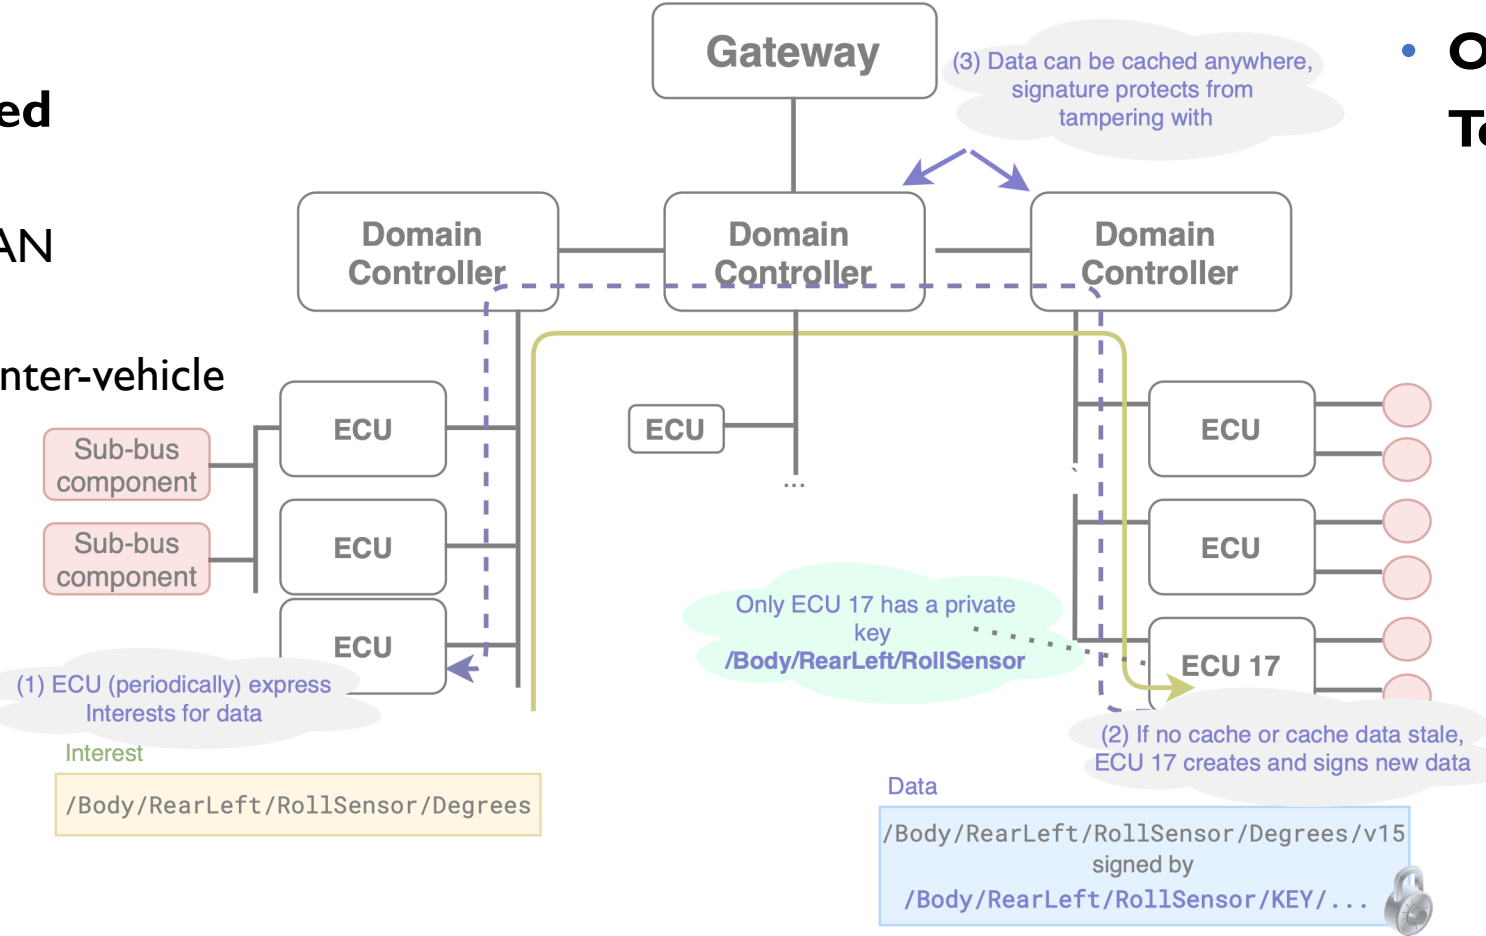 Gateway
(3) Data can be cached anywhere,
signature protects from
tampering with
ed
AN
nter-vehicle
• O
To
Domain
Controller
Domain
Controller
Domain
Controller
ECU
ECU
ECU
Sub-bus
component
Sub-bus
component
ECU
...
ECU
ECU
ECU 17
Only ECU 17 has a private
key
/Body/RearLeft/RollSensor
(1) ECU (periodically) express
Interests for data
Interest
/Body/RearLeft/RollSensor/Degrees
(2) If no cache or cache data stale,
ECU 17 creates and signs new data
Data
/Body/RearLeft/RollSensor/Degrees/v15
signed by
/Body/RearLeft/RollSensor/KEY/...